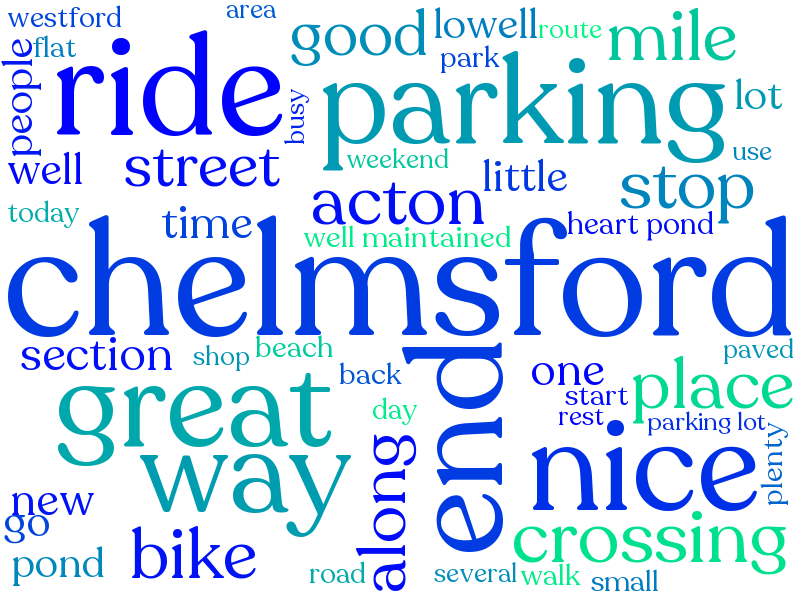 westford
area
flat
people
ride
busy
good
lowell
route
mile
park
parking
lot
use
weekend
well
street
little
stop
today
time
acton
heart pond
well maintained
chelmsford
section
shop
beach
back
end
one
start
rest
place
paved
parking lot
great
day
way
along
nice
plenty
new
go
pond
bike
road
crossing
several
walk
small